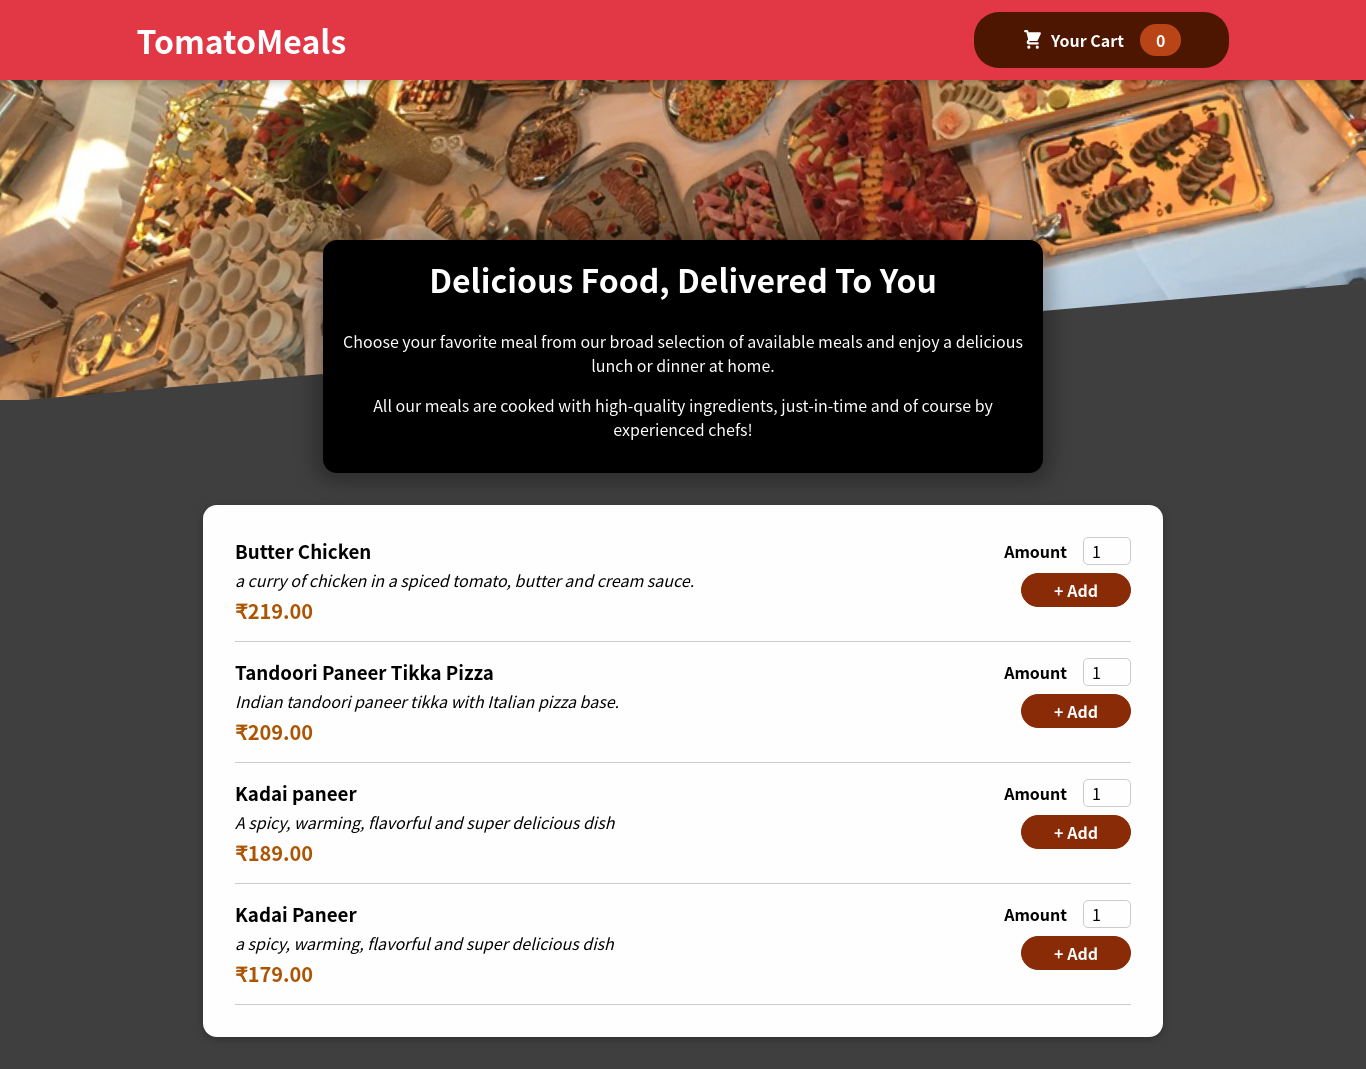 TomatoMeals
Your Cart 0
Delicious Food, Delivered To You
Choose your favorite meal from our broad selection of available meals and enjoy a delicious
lunch or dinner at home.
All our meals are cooked with high-quality ingredients, just-in-time and of course by
experienced chefs!
Butter Chicken
a curry of chicken in a spiced tomato, butter and cream sauce.
₹219.00
Amount 1
+ Add
Tandoori Paneer Tikka Pizza
Indian tandoori paneer tikka with Italian pizza base.
₹209.00
Amount 1
+ Add
Kadai paneer
A spicy, warming, flavorful and super delicious dish
₹189.00
Amount 1
+ Add
Kadai Paneer
a spicy, warming, flavorful and super delicious dish
₹179.00
Amount 1
+ Add